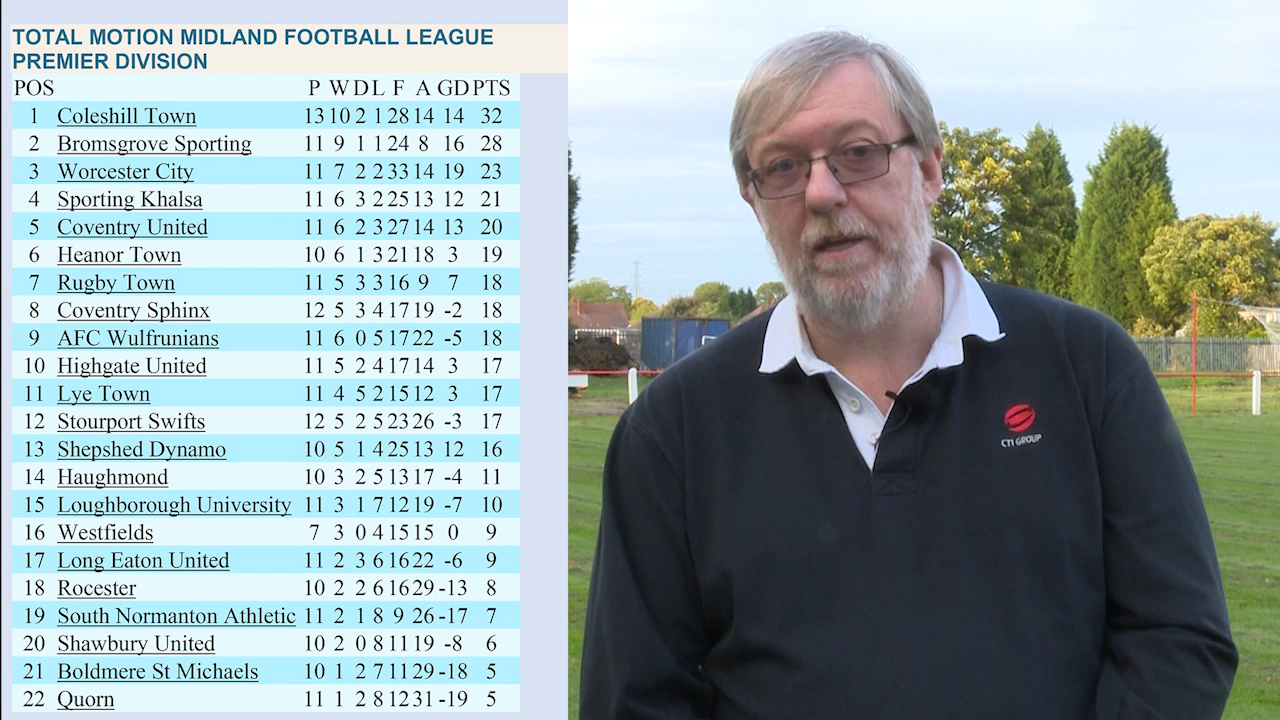 TOTAL MOTION MIDLAND FOOTBALL LEAGUE
PREMIER DIVISION
POS P W D L F A GD PTS
1 Coleshill Town 13 10 2 1 28 14 14 32
2 Bromsgrove Sporting 11 9 1 1 24 8 16 28
3 Worcester City 11 7 2 2 33 14 19 23
4 Sporting Khalsa 11 6 3 2 25 13 12 21
5 Coventry United 11 6 2 3 27 14 13 20
6 Heanor Town 10 6 1 3 21 18 3 19
7 Rugby Town 11 5 3 3 16 9 7 18
8 Coventry Sphinx 12 5 3 4 17 19 -2 18
9 AFC Wulfrunians 11 6 0 5 17 22 -5 18
10 Highgate United 11 5 2 4 17 14 3 17
11 Lye Town 11 4 5 2 15 12 3 17
12 Stourport Swifts 12 5 2 5 23 26 -3 17
13 Shepshed Dynamo 10 5 1 4 25 13 12 16
14 Haughmond 10 3 2 5 13 17 -4 11
15 Loughborough University 11 3 1 7 12 19 -7 10
16 Westfields 7 3 0 4 15 15 0 9
17 Long Eaton United 11 2 3 6 16 22 -6 9
18 Rocester 10 2 2 6 16 29 -13 8
19 South Normanton Athletic 11 2 1 8 9 26 -17 7
20 Shawbury United 10 2 0 8 11 19 -8 6
21 Boldmere St Michaels 10 1 2 7 11 29 -18 5
22 Quorn 11 1 2 8 12 31 -19 5
CTI GROUP